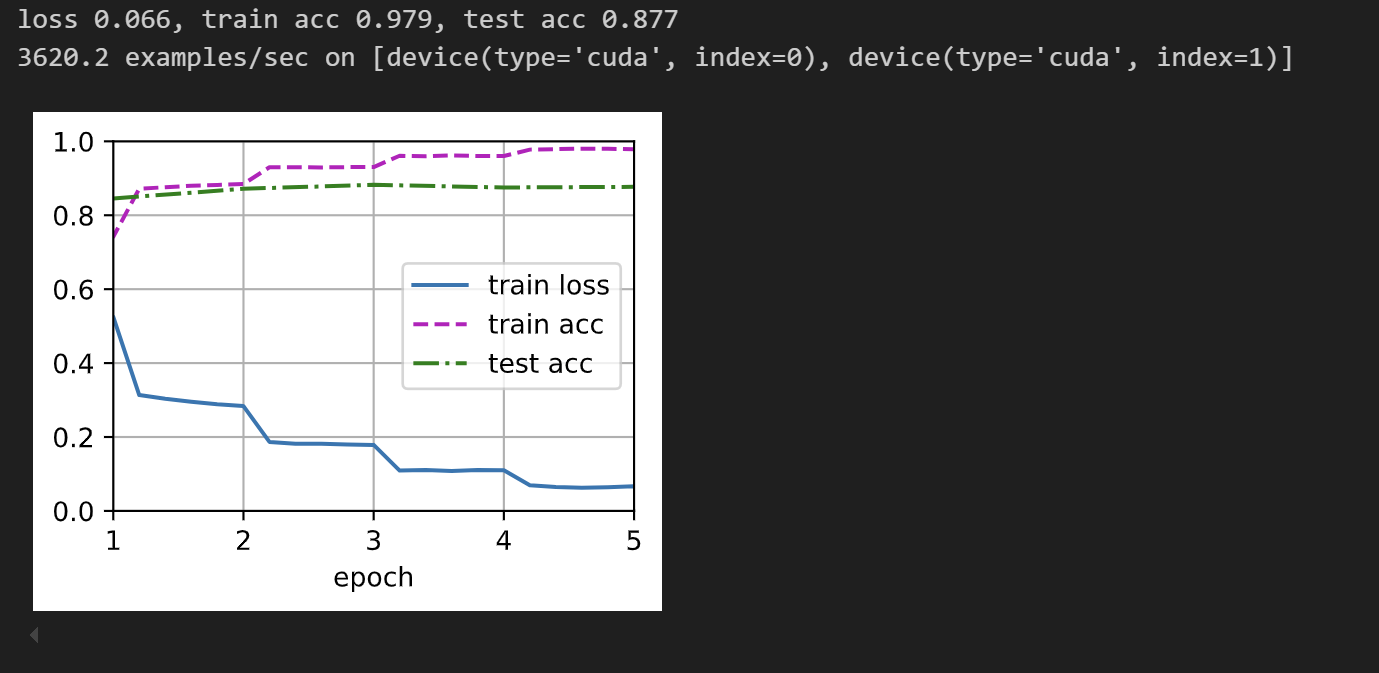 loss 0.066, train acc 0.979, test acc 0.877
3620.2 examples/sec on [device(type='cuda', index=0), device(type='cuda', index=1)]
1.0
0.8
0.6
0.4
0.2
0.0
train loss
train acc
test acc
1 2 3 4 5
epoch